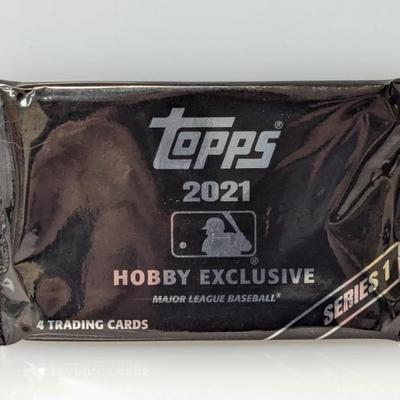 Topps®
2021
®
HOBBY EXCLUSIVE
MAJOR LEAGUE BASEBALL®
4 TRADING CARDS
SERIES 1